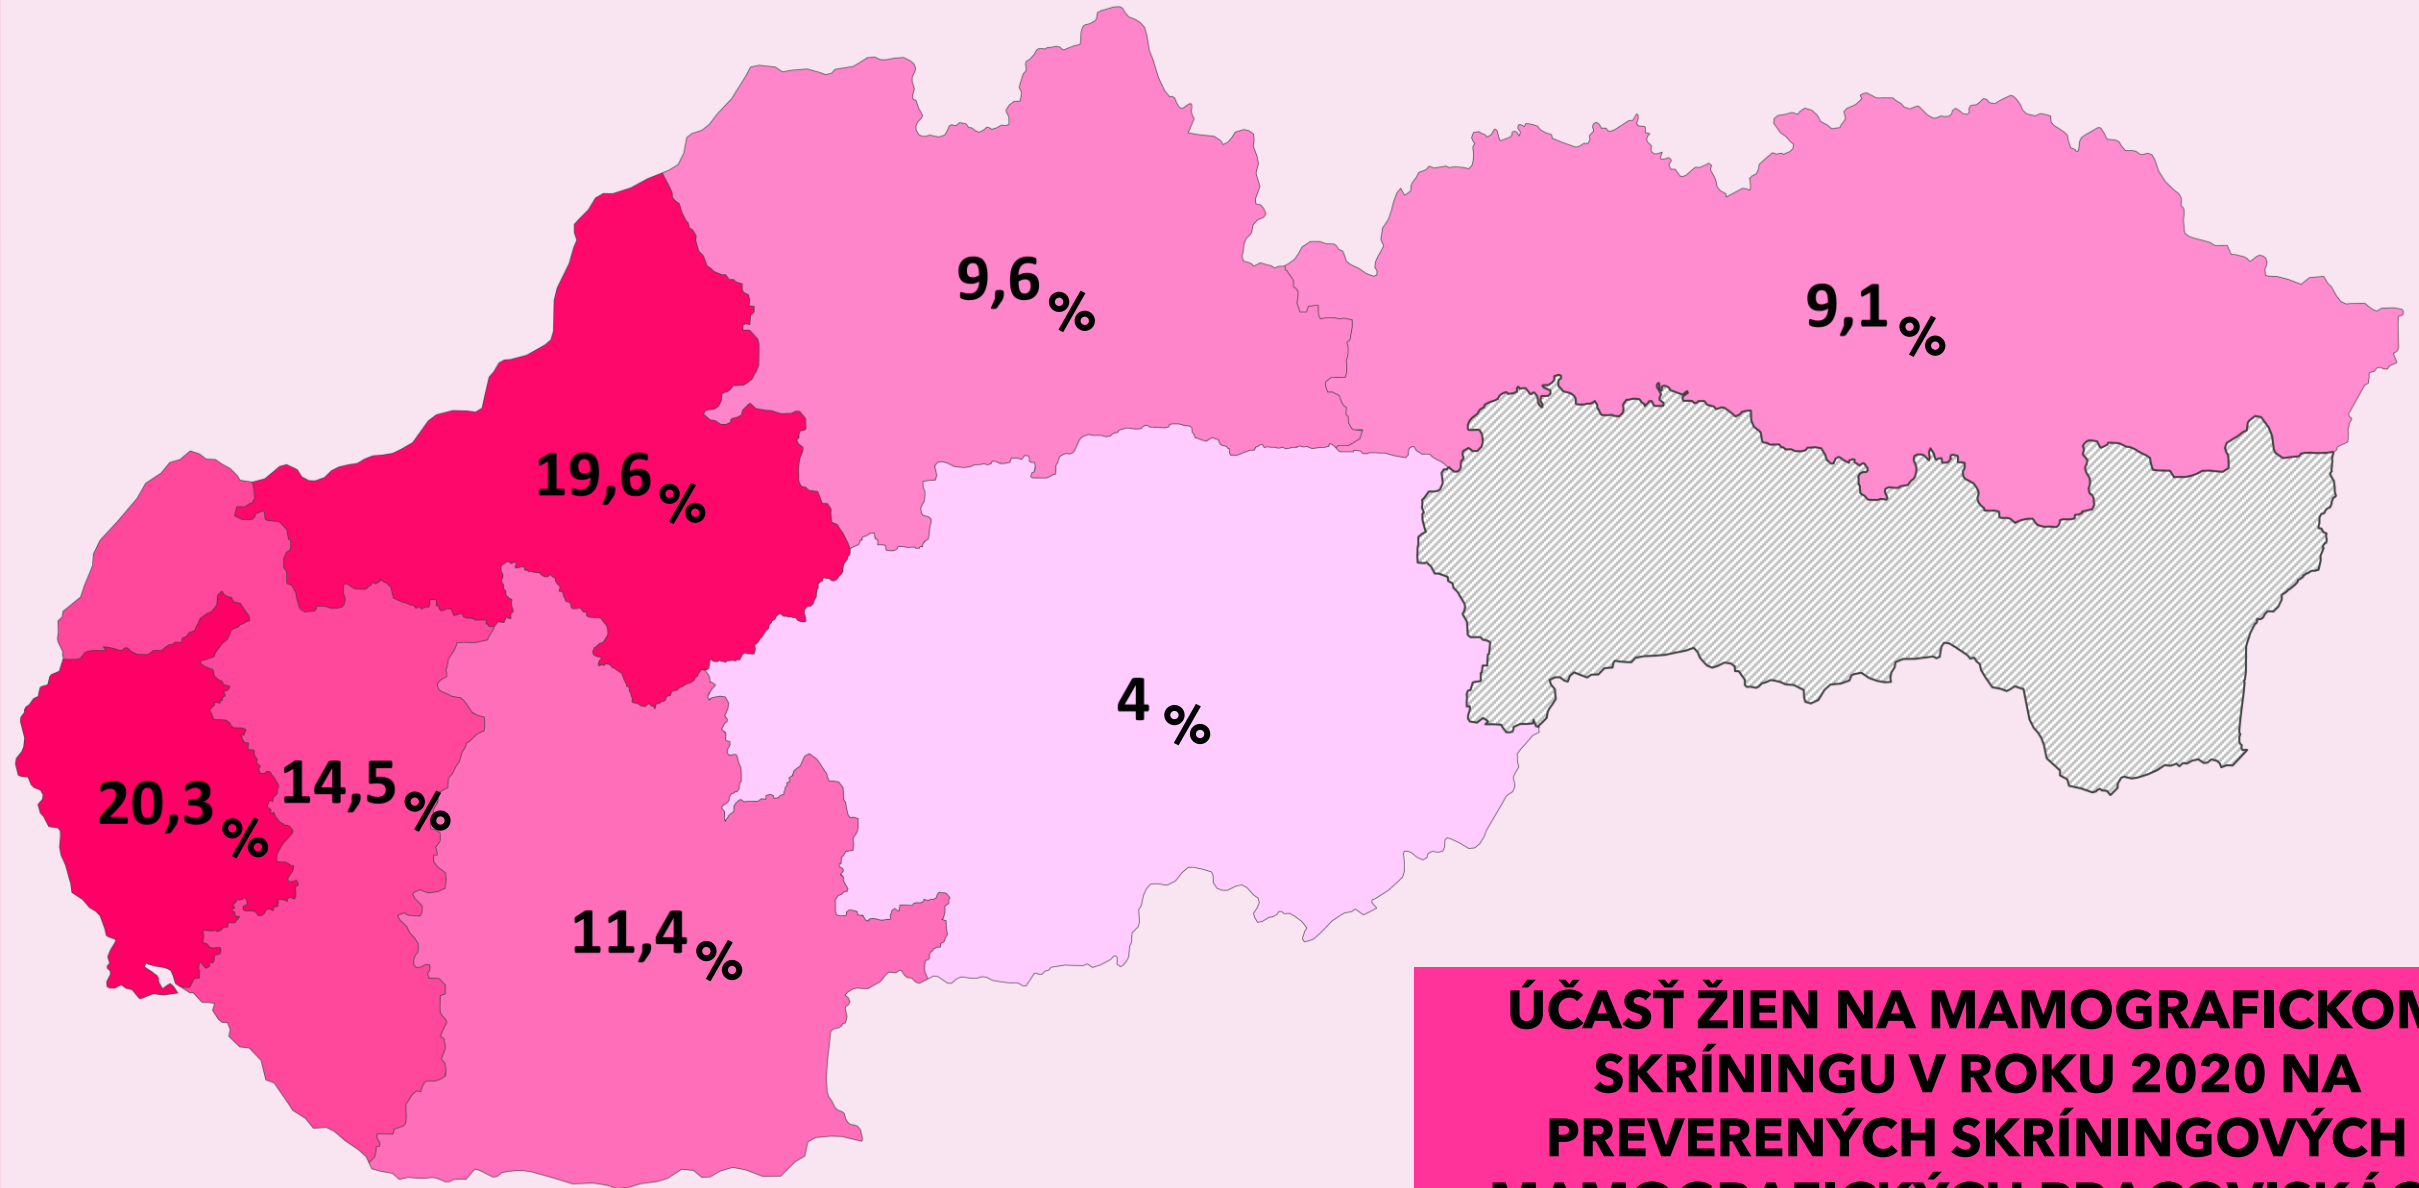 9,6 %
9,1 %
19,6 %
4 %
14,5 %
20,3 %
11,4 %
ÚČASŤ ŽIEN NA MAMOGRAFICKOM
SKRÍNINGU V ROKU 2020 NA
PREVERENÝCH SKRÍNINGOVÝCH